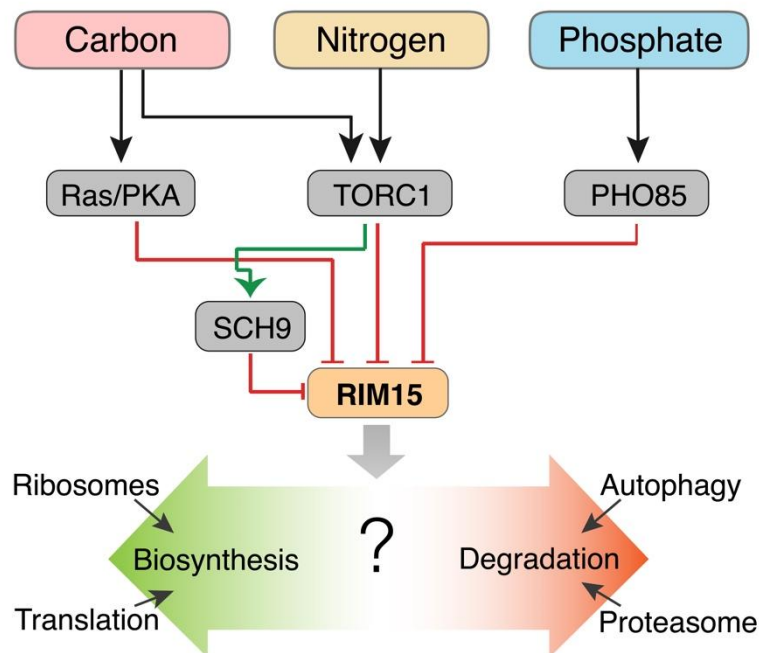 Carbon
Nitrogen
Phosphate
Ras/PKA
TORC1
PHO85
SCH9
RIM15
Ribosomes
Autophagy
?
Biosynthesis
Degradation
Translation
Proteasome